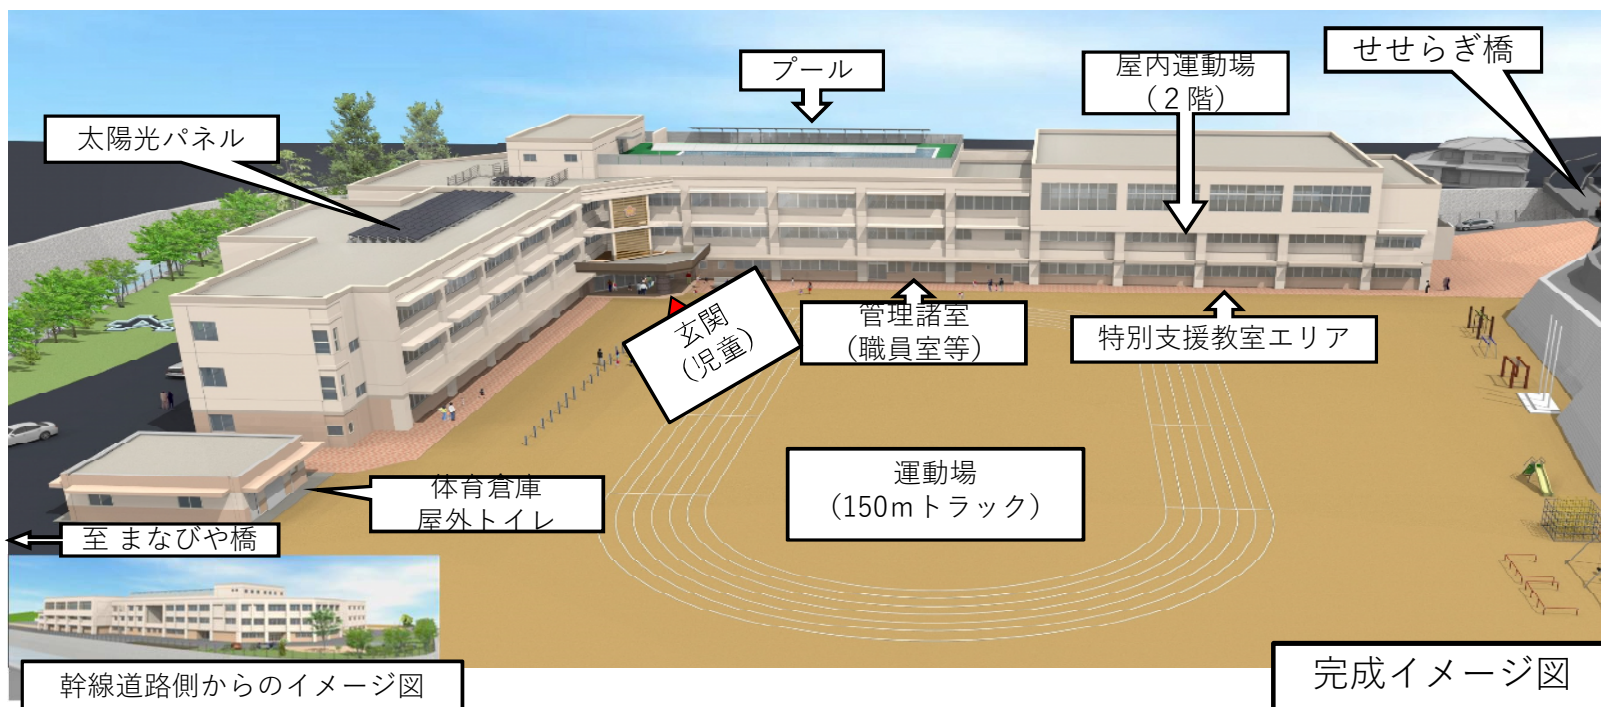 せせらぎ橋
プール
屋内運動場
（２階）
太陽光パネル
玄関
（児童）
管理諸室
（職員室等）
特別支援教室エリア
運動場
（150ｍトラック）
体育倉庫
屋外トイレ
至 まなびや橋
幹線道路側からのイメージ図
完成イメージ図